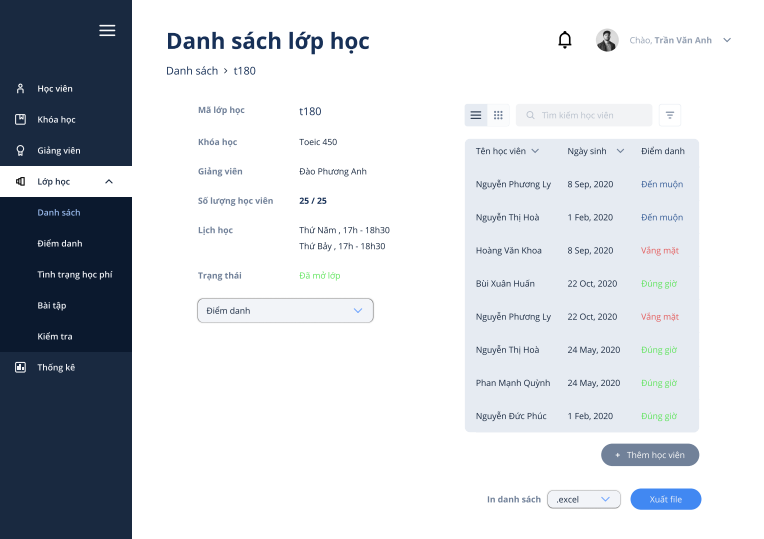 Danh sách lớp học
Chào, Trần Văn Anh
Danh sách > t180
Học viên
Khóa học
Giảng viên
Lớp học
Danh sách
Điểm danh
Tình trạng học phí
Bài tập
Kiểm tra
Thống kê
Mã lớp học t180
Khóa học Toeic 450
Giảng viên Đào Phương Anh
Số lượng học viên 25 / 25
Lịch học Thứ Năm , 17h - 18h30
Thứ Bảy , 17h - 18h30
Trạng thái Đã mở lớp
Điểm danh
Tìm kiếm học viên
Tên học viên Ngày sinh Điểm danh
Nguyễn Phương Ly 8 Sep, 2020 Đến muộn
Nguyễn Thị Hoà 1 Feb, 2020 Đến muộn
Hoàng Văn Khoa 8 Sep, 2020 Vắng mặt
Bùi Xuân Huấn 22 Oct, 2020 Đúng giờ
Nguyễn Phương Ly 22 Oct, 2020 Vắng mặt
Nguyễn Thị Hoà 24 May, 2020 Đúng giờ
Phan Mạnh Quỳnh 24 May, 2020 Đúng giờ
Nguyễn Đức Phúc 1 Feb, 2020 Đúng giờ
+ Thêm học viên
In danh sách .excel Xuất file